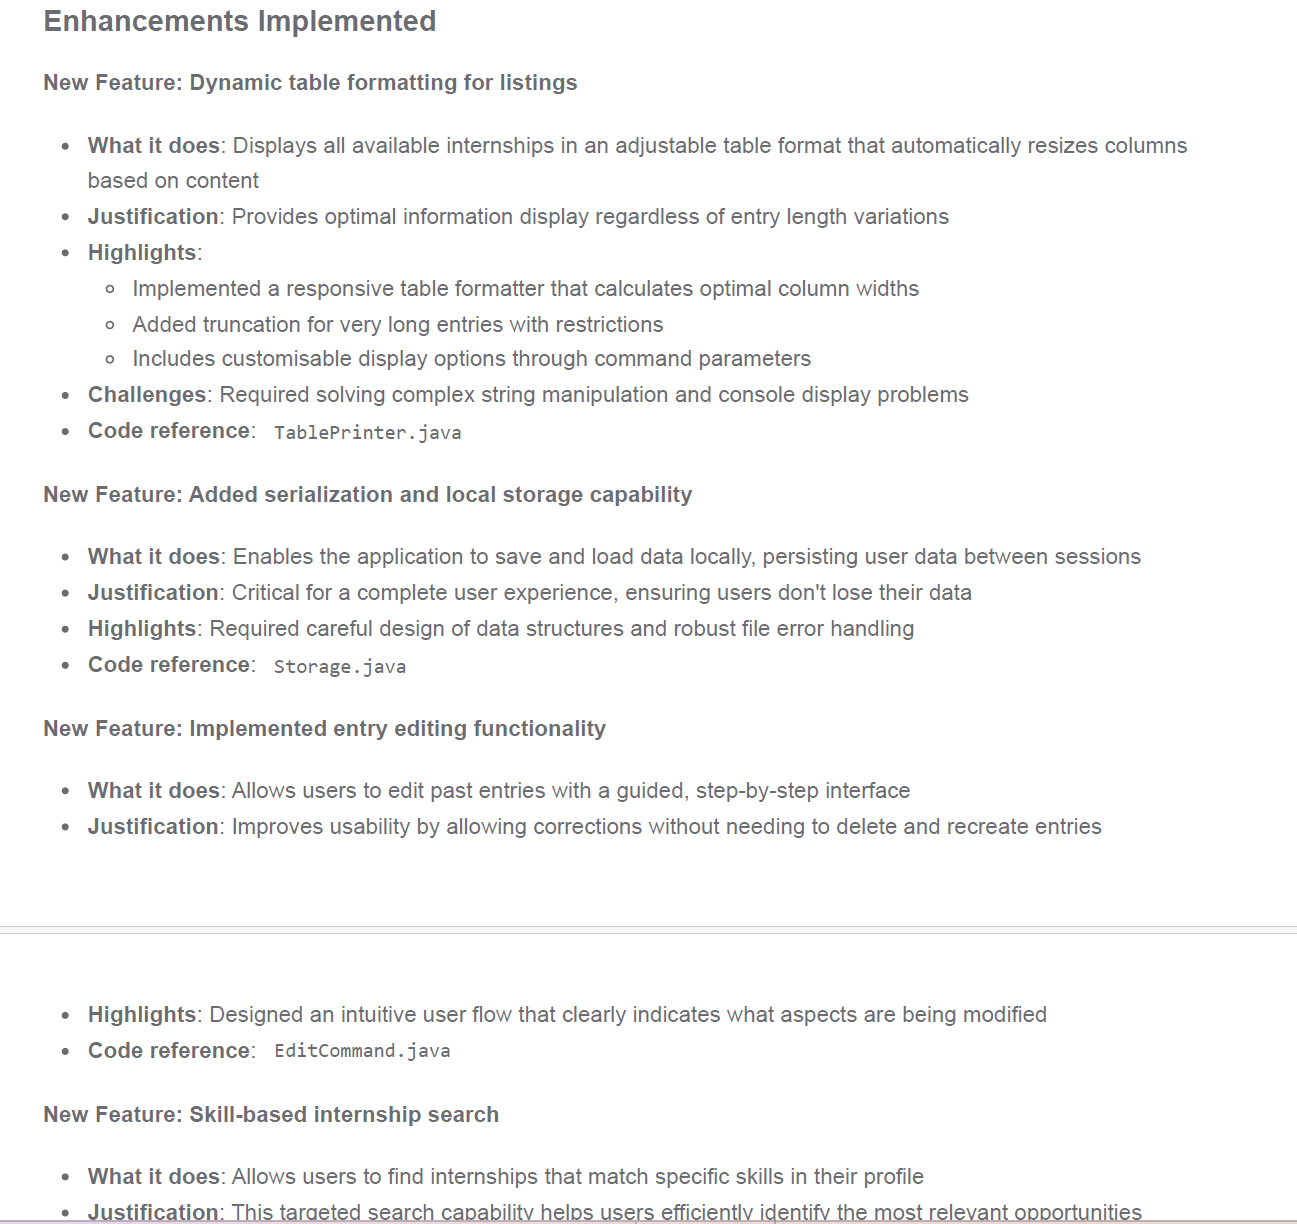 Enhancements Implemented
New Feature: Dynamic table formatting for listings
What it does: Displays all available internships in an adjustable table format that automatically resizes columns
based on content
Justification: Provides optimal information display regardless of entry length variations
Highlights:
Implemented a responsive table formatter that calculates optimal column widths
Added truncation for very long entries with restrictions
Includes customisable display options through command parameters
Challenges: Required solving complex string manipulation and console display problems
Code reference: TablePrinter.java
New Feature: Added serialization and local storage capability
What it does: Enables the application to save and load data locally, persisting user data between sessions
Justification: Critical for a complete user experience, ensuring users don't lose their data
Highlights: Required careful design of data structures and robust file error handling
Code reference: Storage.java
New Feature: Implemented entry editing functionality
What it does: Allows users to edit past entries with a guided, step-by-step interface
Justification: Improves usability by allowing corrections without needing to delete and recreate entries
Highlights: Designed an intuitive user flow that clearly indicates what aspects are being modified
Code reference: EditCommand.java
New Feature: Skill-based internship search
What it does: Allows users to find internships that match specific skills in their profile
Justification: This targeted search capability helps users efficiently identify the most relevant opportunities